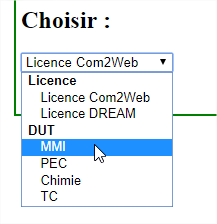 Choisir :
Licence Com2Web
Licence
Licence Com2Web
Licence DREAM
DUT
MMI
PEC
Chimie
TC